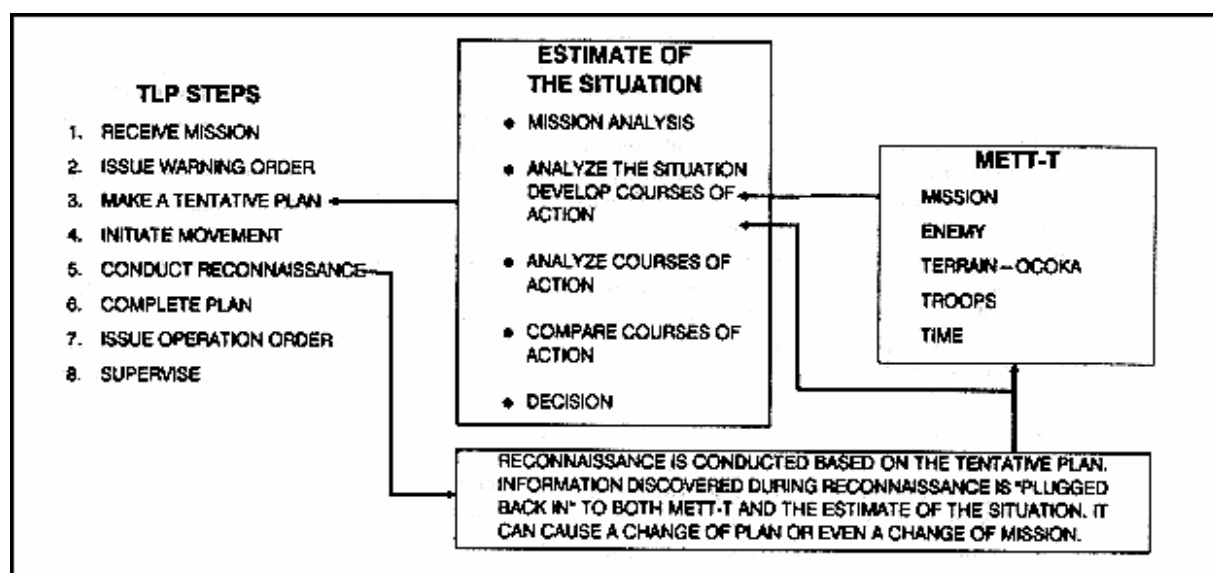 TLP STEPS
1. RECEIVE MISSION
2. ISSUE WARNING ORDER
3. MAKE A TENTATIVE PLAN
4. INITIATE MOVEMENT
5. CONDUCT RECONNAISSANCE
6. COMPLETE PLAN
7. ISSUE OPERATION ORDER
8. SUPERVISE
ESTIMATE OF
THE SITUATION
• MISSION ANALYSIS
• ANALYZE THE SITUATION
DEVELOP COURSES OF
ACTION
• ANALYZE COURSES OF
ACTION
• COMPARE COURSES OF
ACTION
• DECISION
METT-T
MISSION
ENEMY
TERRAIN – OCOKA
TROOPS
TIME
RECONNAISSANCE IS CONDUCTED BASED ON THE TENTATIVE PLAN.
INFORMATION DISCOVERED DURING RECONNAISSANCE IS "PLUGGED
BACK IN" TO BOTH METT-T AND THE ESTIMATE OF THE SITUATION. IT
CAN CAUSE A CHANGE OF PLAN OR EVEN A CHANGE OF MISSION.